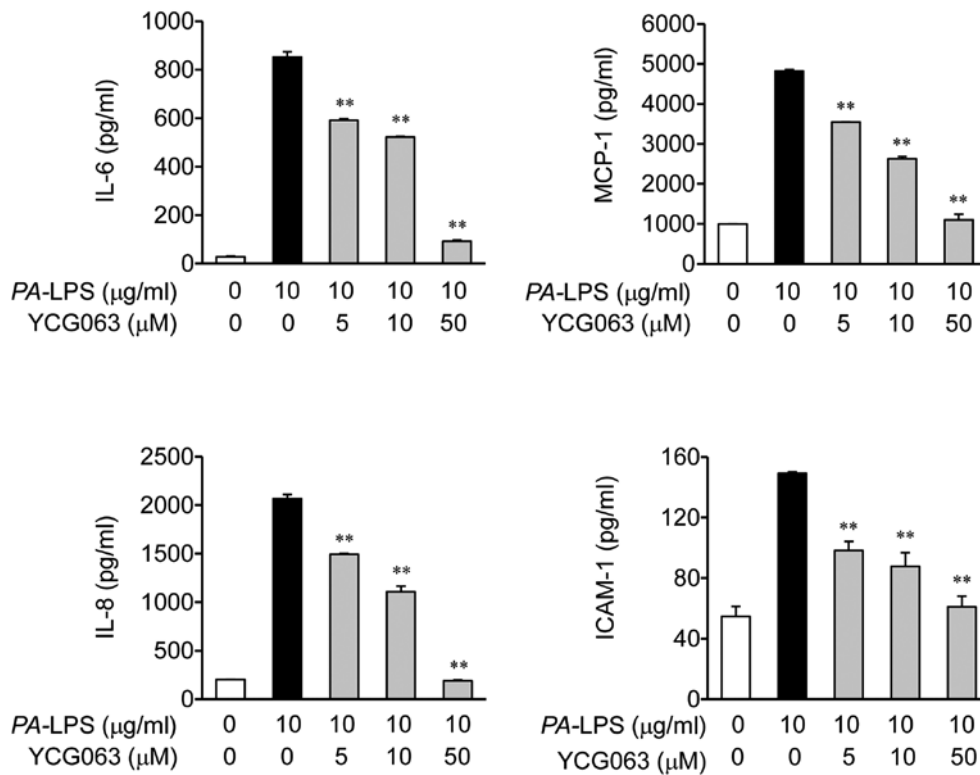 1000
800
600
400
200
0
IL-6 (pg/ml)
** ** **
PA-LPS (μg/ml) 0 10 10 10 10
YCG063 (μM) 0 0 5 10 50
6000
5000
4000
3000
2000
1000
0
MCP-1 (pg/ml)
** ** **
PA-LPS (μg/ml) 0 10 10 10 10
YCG063 (μM) 0 0 5 10 50
2500
2000
1500
1000
500
0
IL-8 (pg/ml)
** ** **
PA-LPS (μg/ml) 0 10 10 10 10
YCG063 (μM) 0 0 5 10 50
160
120
80
40
0
ICAM-1 (pg/ml)
** ** **
PA-LPS (μg/ml) 0 10 10 10 10
YCG063 (μM) 0 0 5 10 50